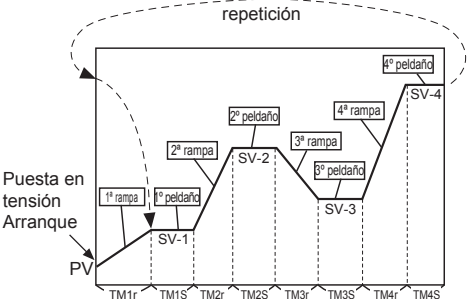 repetición
4º peldaño
SV-4
2º peldaño
4ª rampa
2ª rampa
3ª rampa
SV-2
3º peldaño
Puesta en
tensión
Arranque
1ª rampa
1º peldaño
SV-3
SV-1
PV
TM1r TM1S TM2r TM2S TM3r TM3S TM4r TM4S